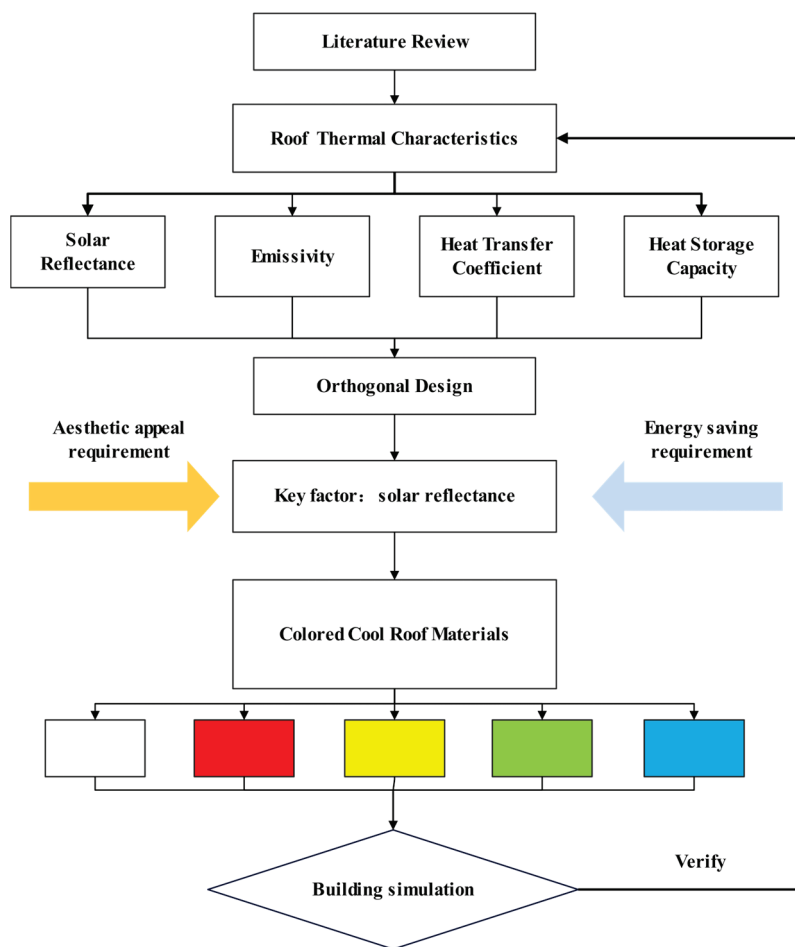 Literature Review
Roof Thermal Characteristics
Solar
Reflectance
Emissivity
Heat Transfer
Coefficient
Heat Storage
Capacity
Orthogonal Design
Aesthetic appeal
requirement
Energy saving
requirement
Key factor： solar reflectance
Colored Cool Roof Materials
Building simulation
Verify